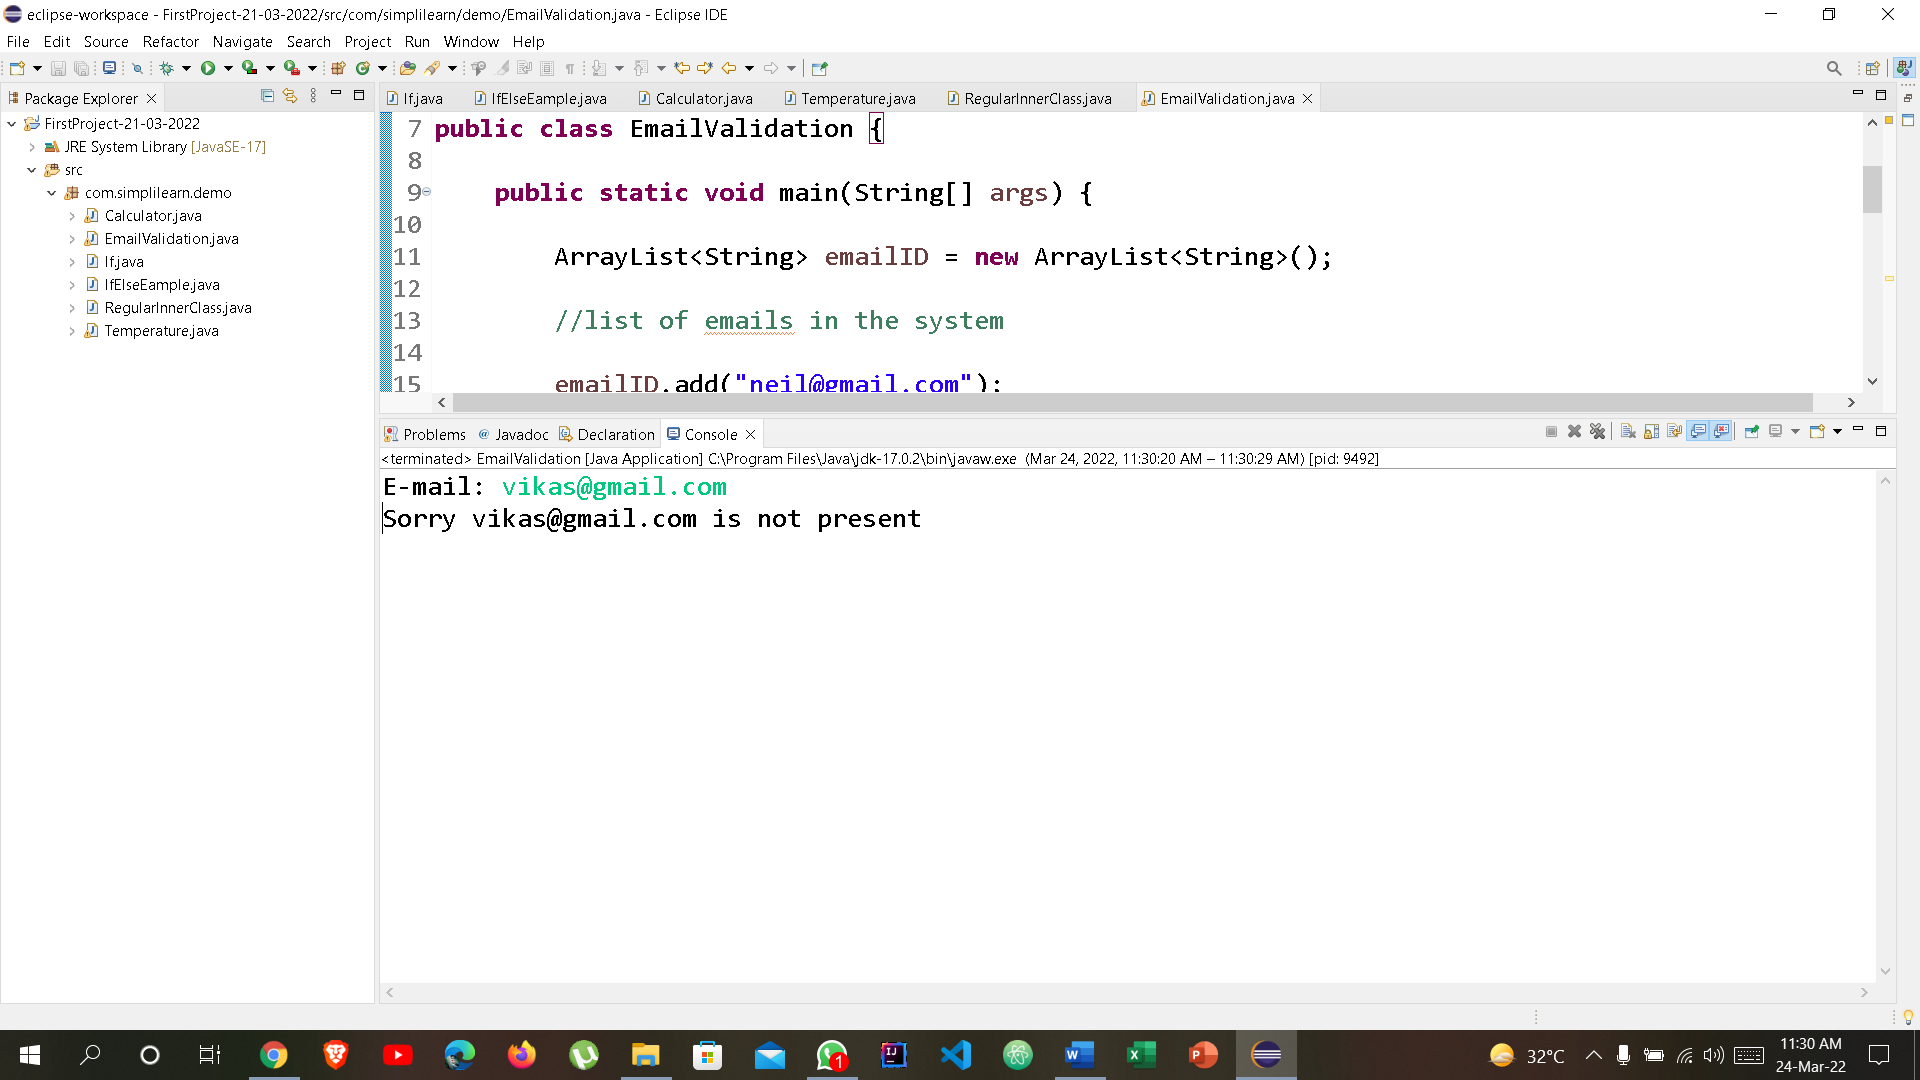 eclipse-workspace - FirstProject-21-03-2022/src/com/simplilearn/demo/EmailValidation.java - Eclipse IDE
File Edit Source Refactor Navigate Search Project Run Window Help
Package Explorer
FirstProject-21-03-2022
JRE System Library [JavaSE-17]
src
com.simplilearn.demo
Calculator.java
EmailValidation.java
If.java
IfElseEample.java
RegularInnerClass.java
Temperature.java
If.java IfElseEample.java Calculator.java Temperature.java RegularInnerClass.java EmailValidation.java
7 public class EmailValidation {
8
9 public static void main(String[] args) {
10
11 ArrayList<String> emailID = new ArrayList<String>();
12
13 //list of emails in the system
14
15 emailID.add("neil@gmail.com");
Problems @ Javadoc Declaration Console
<terminated> EmailValidation [Java Application] C:\Program Files\Java\jdk-17.0.2\bin\javaw.exe (Mar 24, 2022, 11:30:20 AM – 11:30:29 AM) [pid: 9492]
E-mail: vikas@gmail.com
Sorry vikas@gmail.com is not present
32°C
11:30 AM
24-Mar-22